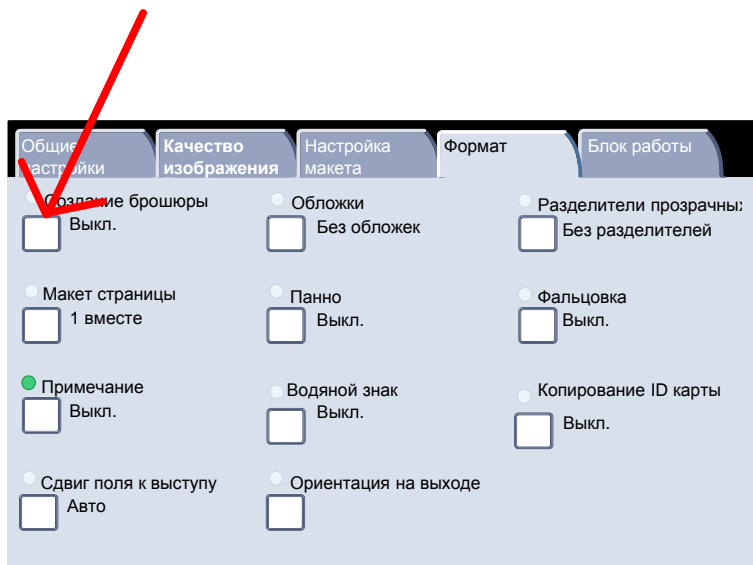 Общие
настройки
Качество
изображения
Настройка
макета
Формат
Блок работы
Создание брошюры
Выкл.
Обложки
Без обложек
Разделители прозрачны
Без разделителей
Макет страницы
1 вместе
Панно
Выкл.
Фальцовка
Выкл.
Примечание
Выкл.
Водяной знак
Выкл.
Копирование ID карты
Выкл.
Сдвиг поля к выступу
Авто
Ориентация на выходе